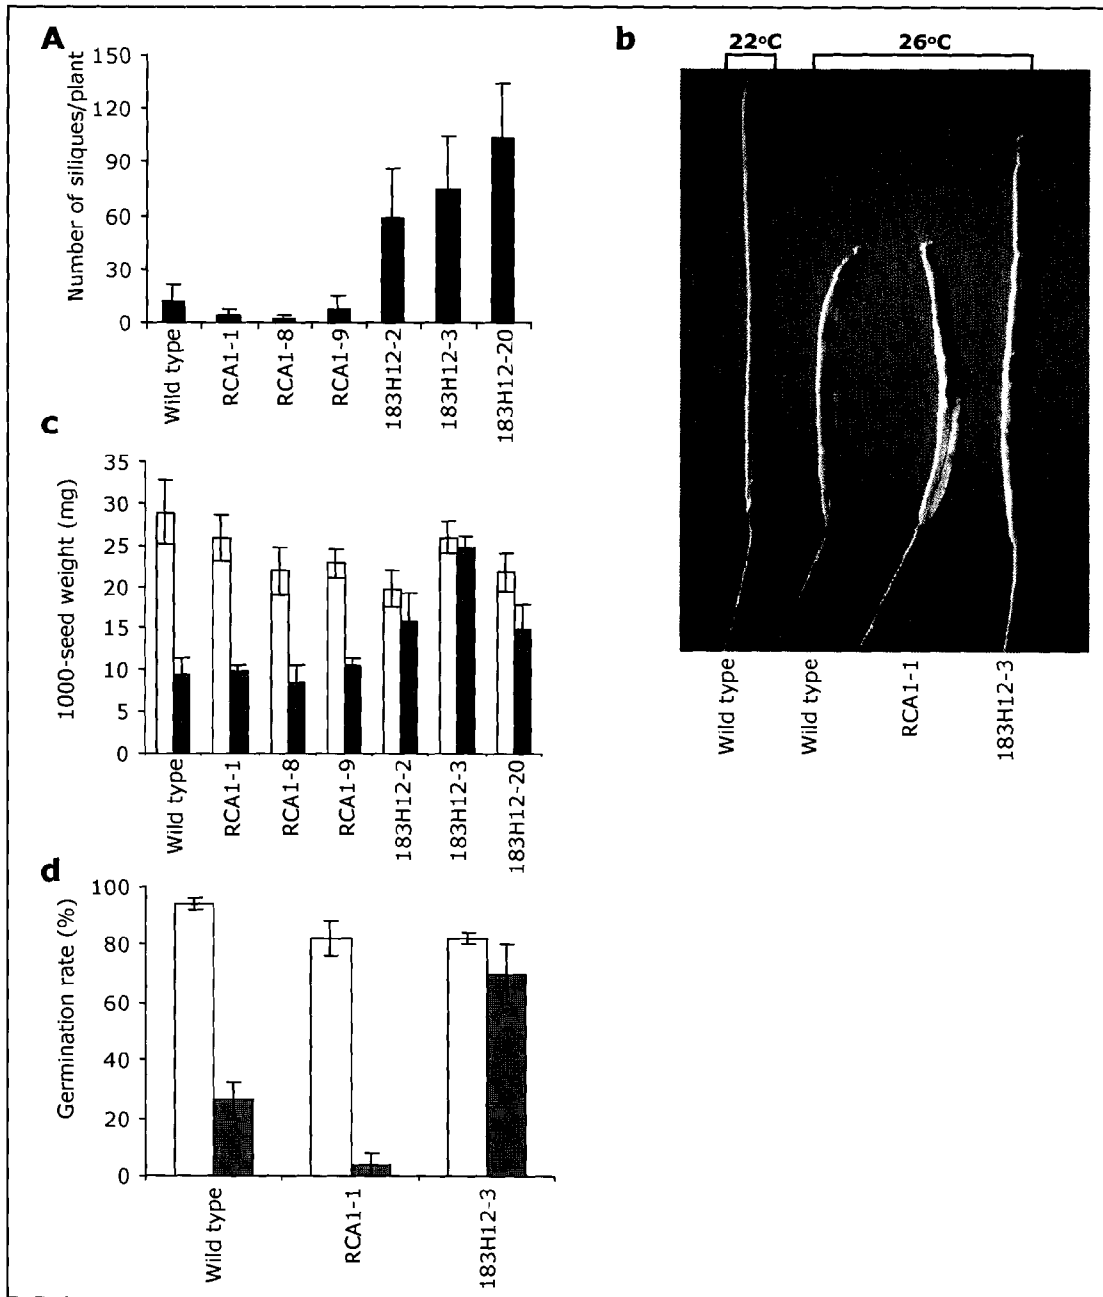 A
Number of siliques/plant
150
120
90
60
30
0
Wild type
RCA1-1
RCA1-8
RCA1-9
183H12-2
183H12-3
183H12-20
b
22°C
26°C
Wild type
Wild type
RCA1-1
183H12-3
c
1000-seed weight (mg)
35
30
25
20
15
10
5
0
Wild type
RCA1-1
RCA1-8
RCA1-9
183H12-2
183H12-3
183H12-20
d
Germination rate (%)
100
80
60
40
20
0
Wild type
RCA1-1
183H12-3